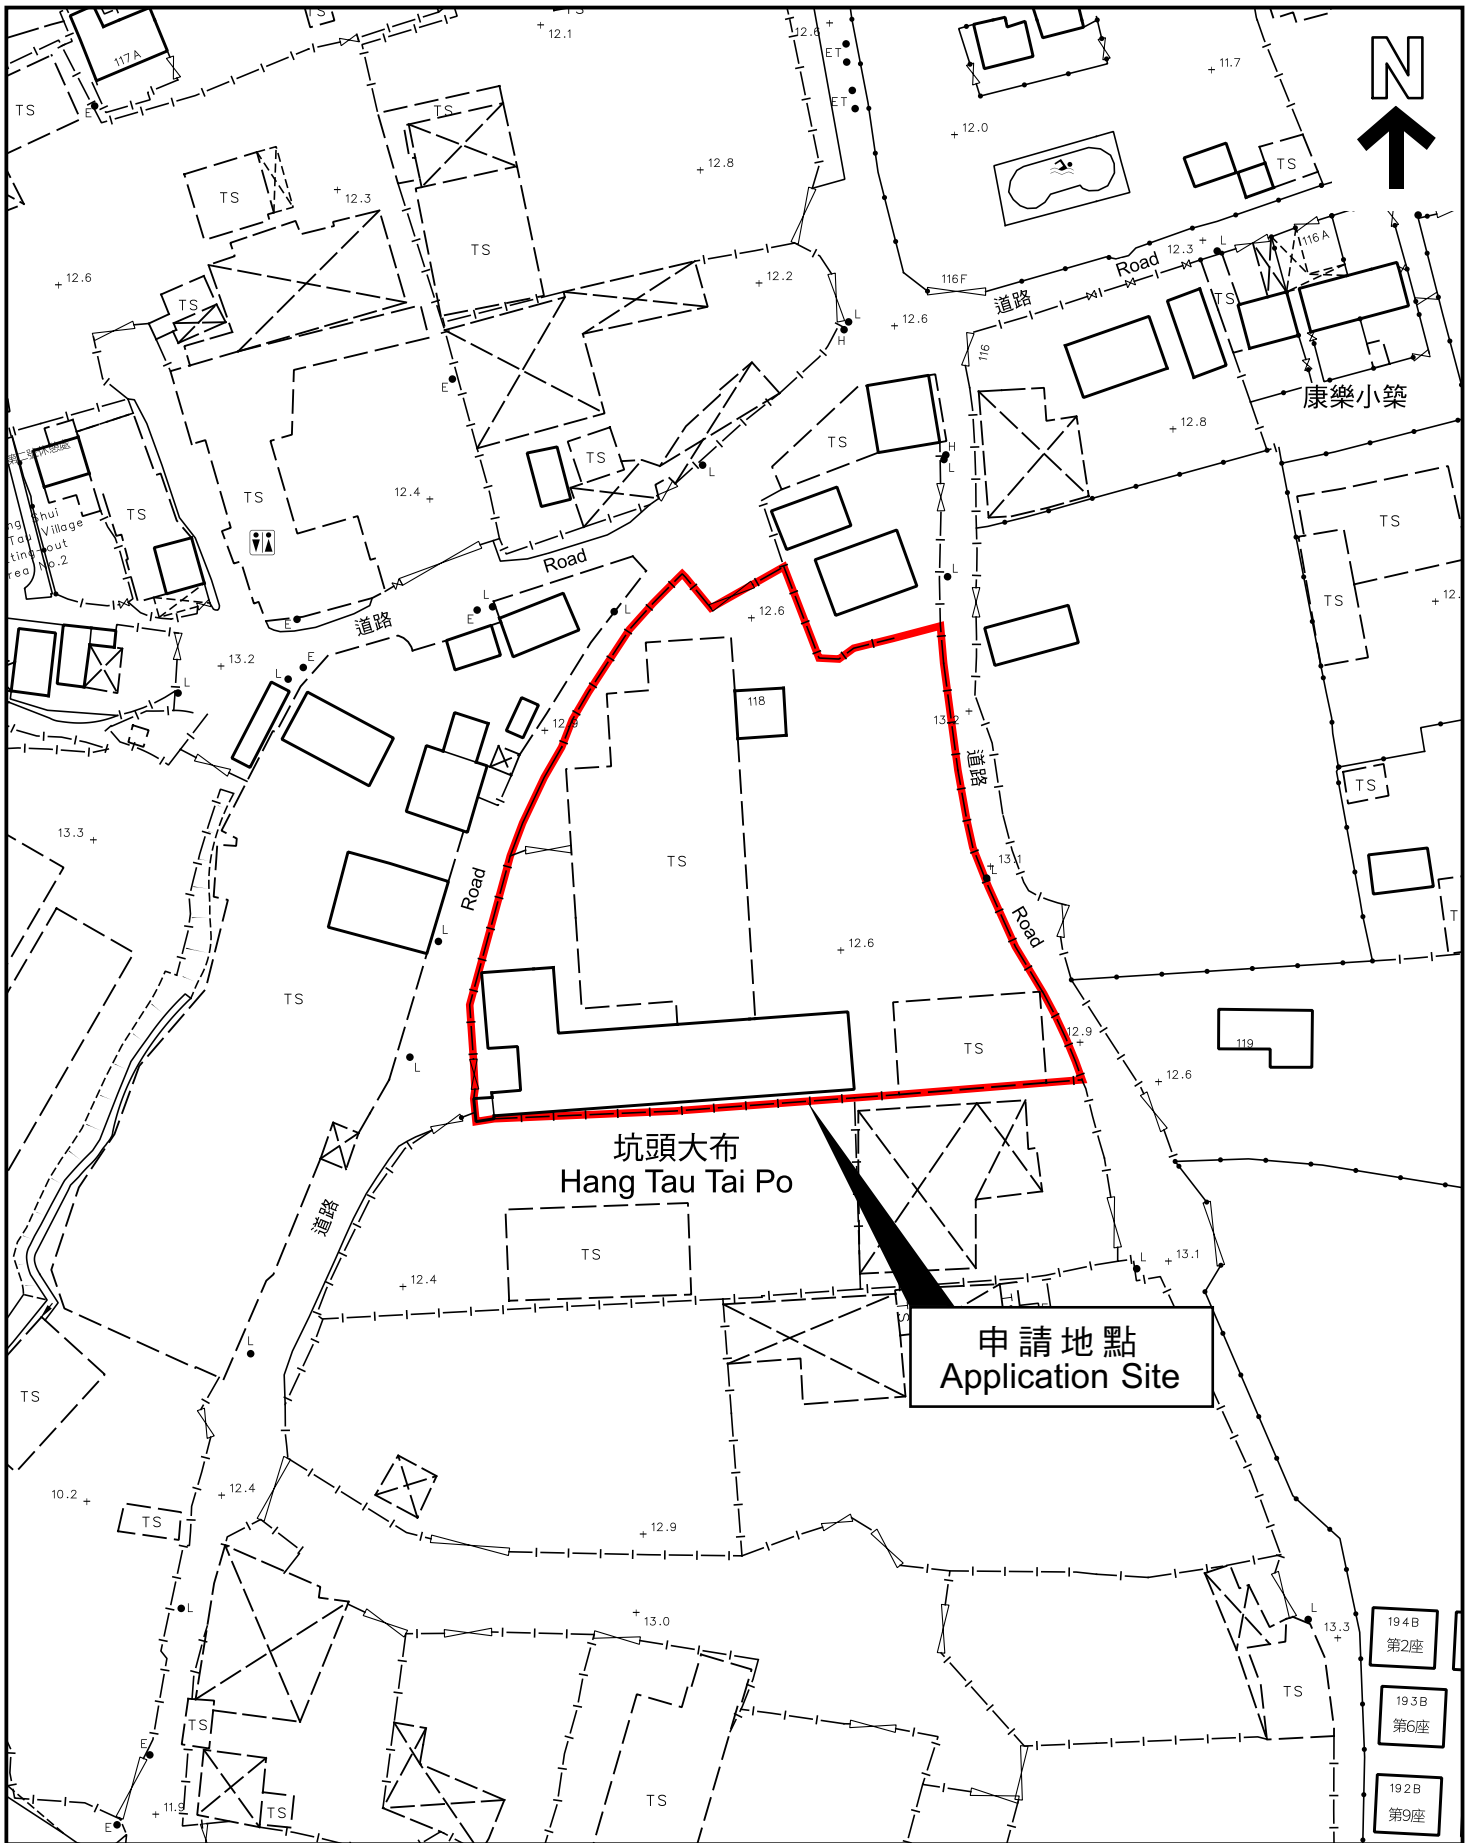 TS
12.1
12.6
117A
ET
11.7
N
TS
E
TS
ET
12.0
12.8
TS
TS
12.3
TS
12.3
L
116A
Road
12.6
12.2
116F
道路
TS
TS
L
12.6
H
116
康樂小築
E
12.8
TS
H
L
TS
L
12.4
TS
TS
TS
Road
L
TS
12.
L
E
12.6
道路
E
13.2
E
L
L
118
12.9
13.2
道路
TS
13.3
TS
13.1
L
Road
Road
L
12.6
TS
12.9
TS
119
L
12.6
坑頭大布
Hang Tau Tai Po
道路
TS
13.1
L
12.4
申請地點
Application Site
L
TS
10.2
12.4
TS
12.9
13.0
L
L
13.3
194B
第2座
TS
193B
第6座
TS
E
192B
第9座
TS
TS
11.9
E